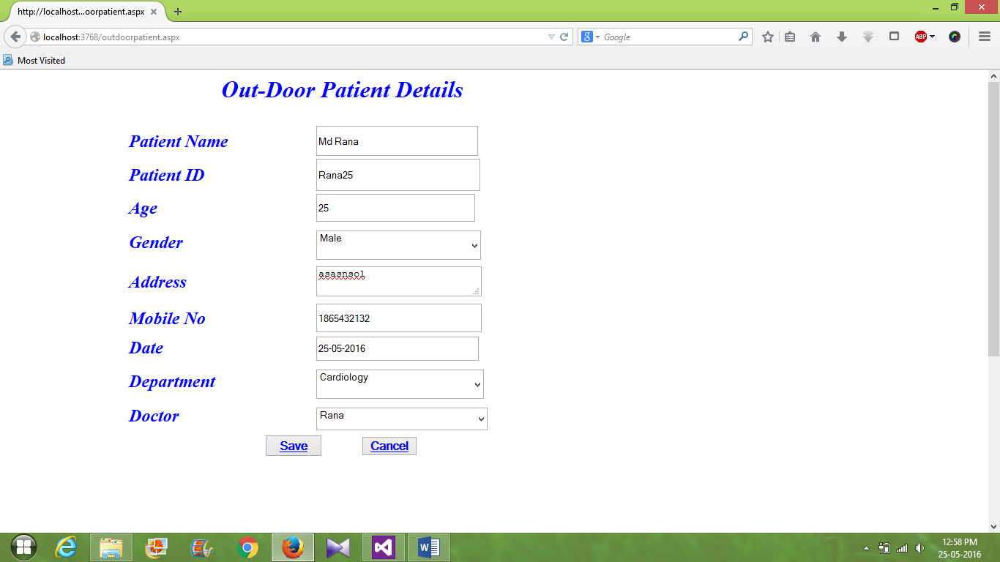 http://localhost...oorpatient.aspx
localhost:3768/outdoorpatient.aspx
Google
ABP
Most Visited
Out-Door Patient Details
Patient Name Md Rana
Patient ID Rana25
Age 25
Gender Male
Address asasnsol
Mobile No 1865432132
Date 25-05-2016
Department Cardiology
Doctor Rana
Save Cancel
12:58 PM
25-05-2016